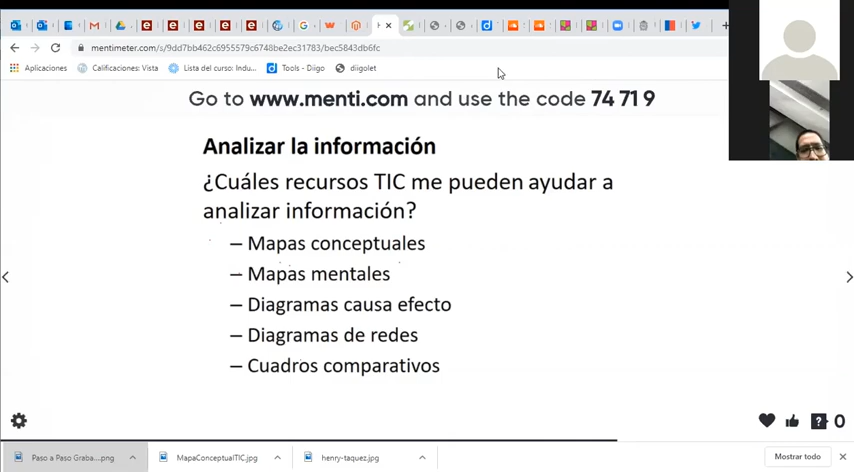 mentimeter.com/s/9dd7bb462c6955579c6748be2ec31783/bec5843db6fc
Aplicaciones
Calificaciones: Vista
Lista del curso: Indu...
Tools - Diigo
diigolet
Go to www.menti.com and use the code 74 71 9
Analizar la información
¿Cuáles recursos TIC me pueden ayudar a
analizar información?
– Mapas conceptuales
– Mapas mentales
– Diagramas causa efecto
– Diagramas de redes
– Cuadros comparativos
0
Paso a Paso Graba....png
MapaConceptualTIC.jpg
henry-taquez.jpg
Mostrar todo